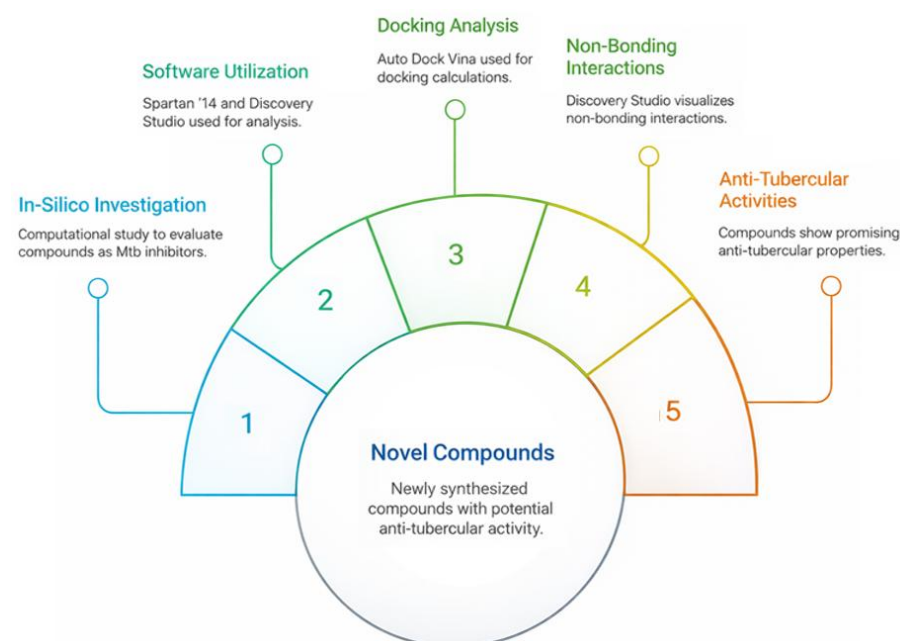 Docking Analysis
Auto Dock Vina used for
docking calculations.
Non-Bonding
Interactions
Discovery Studio visualizes
non-bonding interactions.
Software Utilization
Spartan '14 and Discovery
Studio used for analysis.
Anti-Tubercular
Activities
Compounds show promising
anti-tubercular properties.
In-Silico Investigation
Computational study to evaluate
compounds as Mtb inhibitors.
1
2
3
4
5
Novel Compounds
Newly synthesized
compounds with potential
anti-tubercular activity.